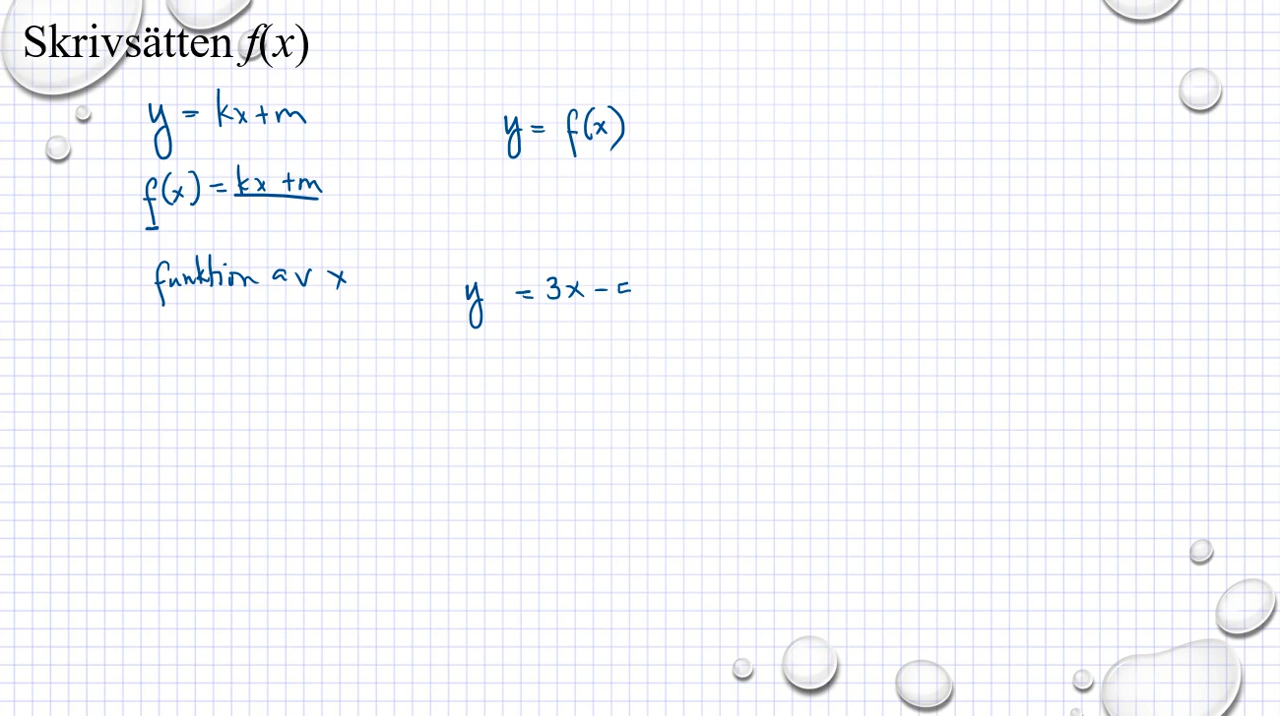 Skrivsätten f(x)
y = kx+m
y = f(x)
f(x) = kx +m
funktion av x
y = 3x -